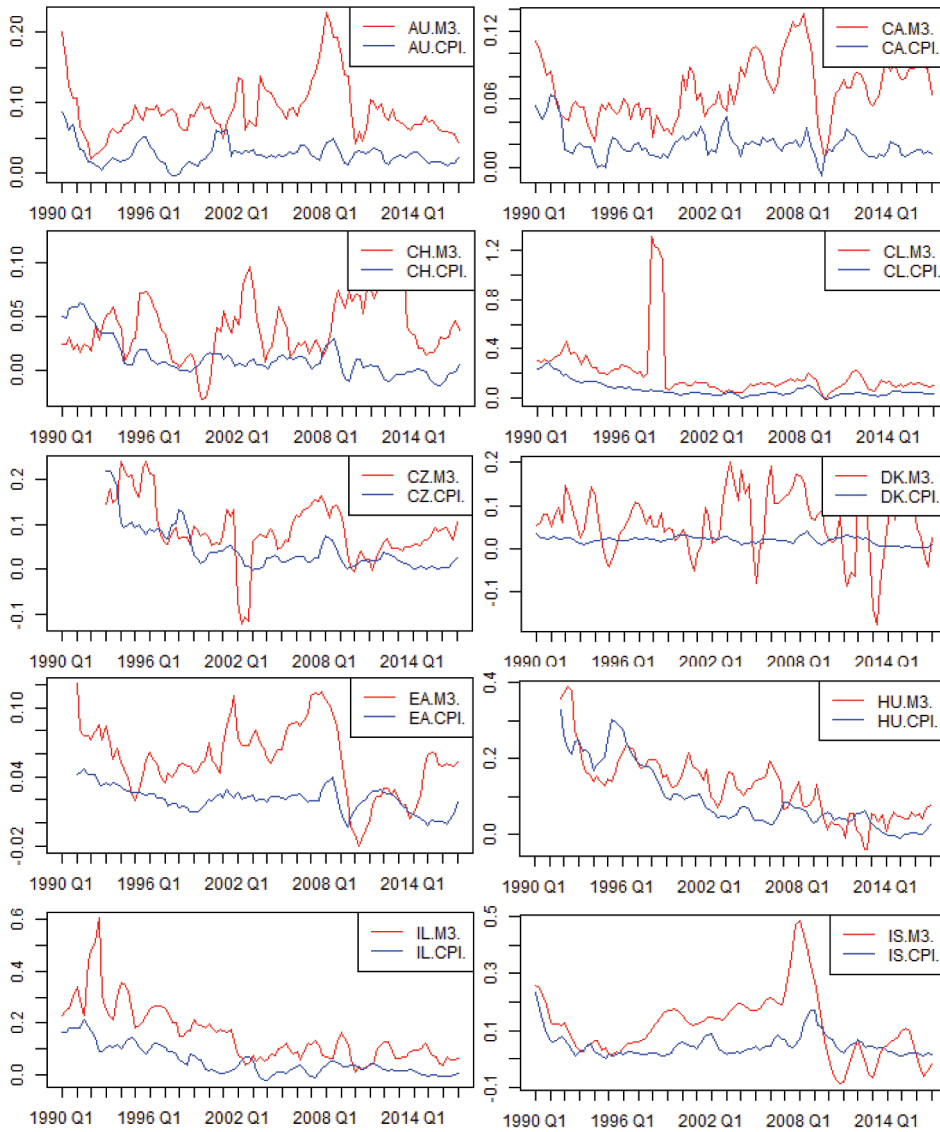 AU.M3.
AU.CPI.
0.00 0.10 0.20
1990 Q1 1996 Q1 2002 Q1 2008 Q1 2014 Q1
CA.M3.
CA.CPI.
0.00 0.06 0.12
1990 Q1 1996 Q1 2002 Q1 2008 Q1 2014 Q1
CH.M3.
CH.CPI.
0.00 0.05 0.10
1990 Q1 1996 Q1 2002 Q1 2008 Q1 2014 Q1
CL.M3.
CL.CPI.
0.0 0.4 0.8 1.2
1990 Q1 1996 Q1 2002 Q1 2008 Q1 2014 Q1
CZ.M3.
CZ.CPI.
-0.1 0.0 0.1 0.2
1990 Q1 1996 Q1 2002 Q1 2008 Q1 2014 Q1
DK.M3.
DK.CPI.
-0.1 0.0 0.1 0.2
1990 Q1 1996 Q1 2002 Q1 2008 Q1 2014 Q1
EA.M3.
EA.CPI.
-0.02 0.04 0.10
1990 Q1 1996 Q1 2002 Q1 2008 Q1 2014 Q1
HU.M3.
HU.CPI.
0.0 0.2 0.4
1990 Q1 1996 Q1 2002 Q1 2008 Q1 2014 Q1
IL.M3.
IL.CPI.
0.0 0.2 0.4 0.6
1990 Q1 1996 Q1 2002 Q1 2008 Q1 2014 Q1
IS.M3.
IS.CPI.
-0.1 0.1 0.3 0.5
1990 Q1 1996 Q1 2002 Q1 2008 Q1 2014 Q1